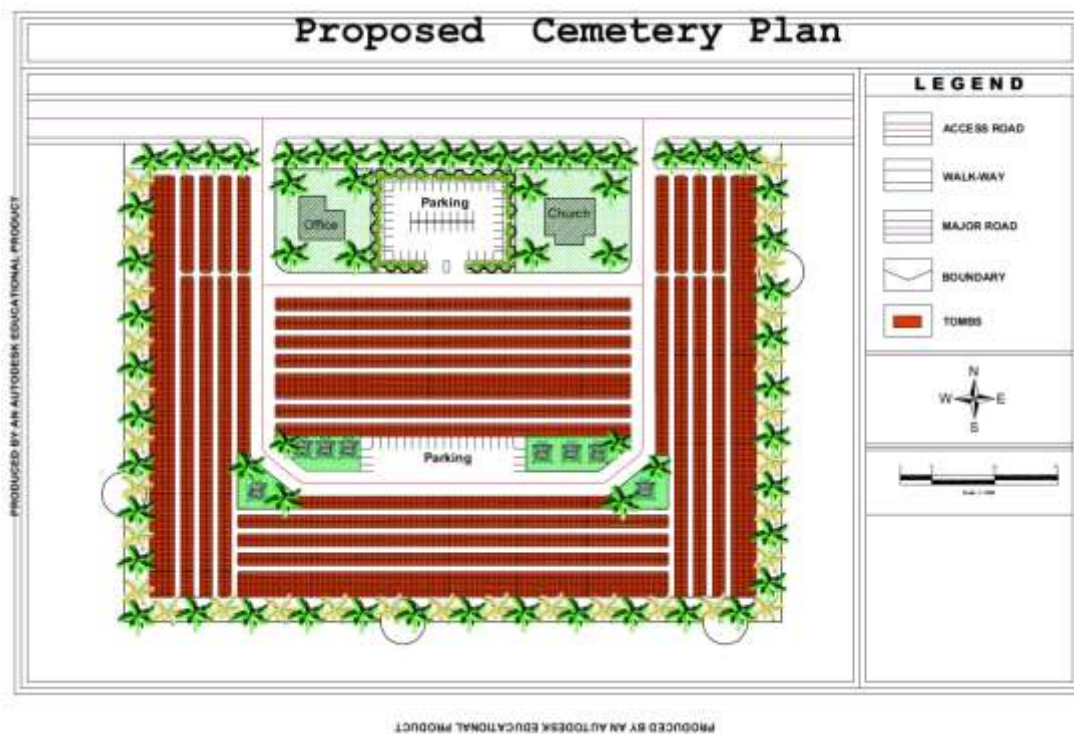 Proposed Cemetery Plan
LEGEND
ACCESS ROAD
WALK-WAY
MAJOR ROAD
BOUNDARY
TOMBS
N
W E
S
Parking
Office
Church
Parking
PRODUCED BY AN AUTODESK EDUCATIONAL PRODUCT
PRODUCED BY AN AUTODESK EDUCATIONAL PRODUCT